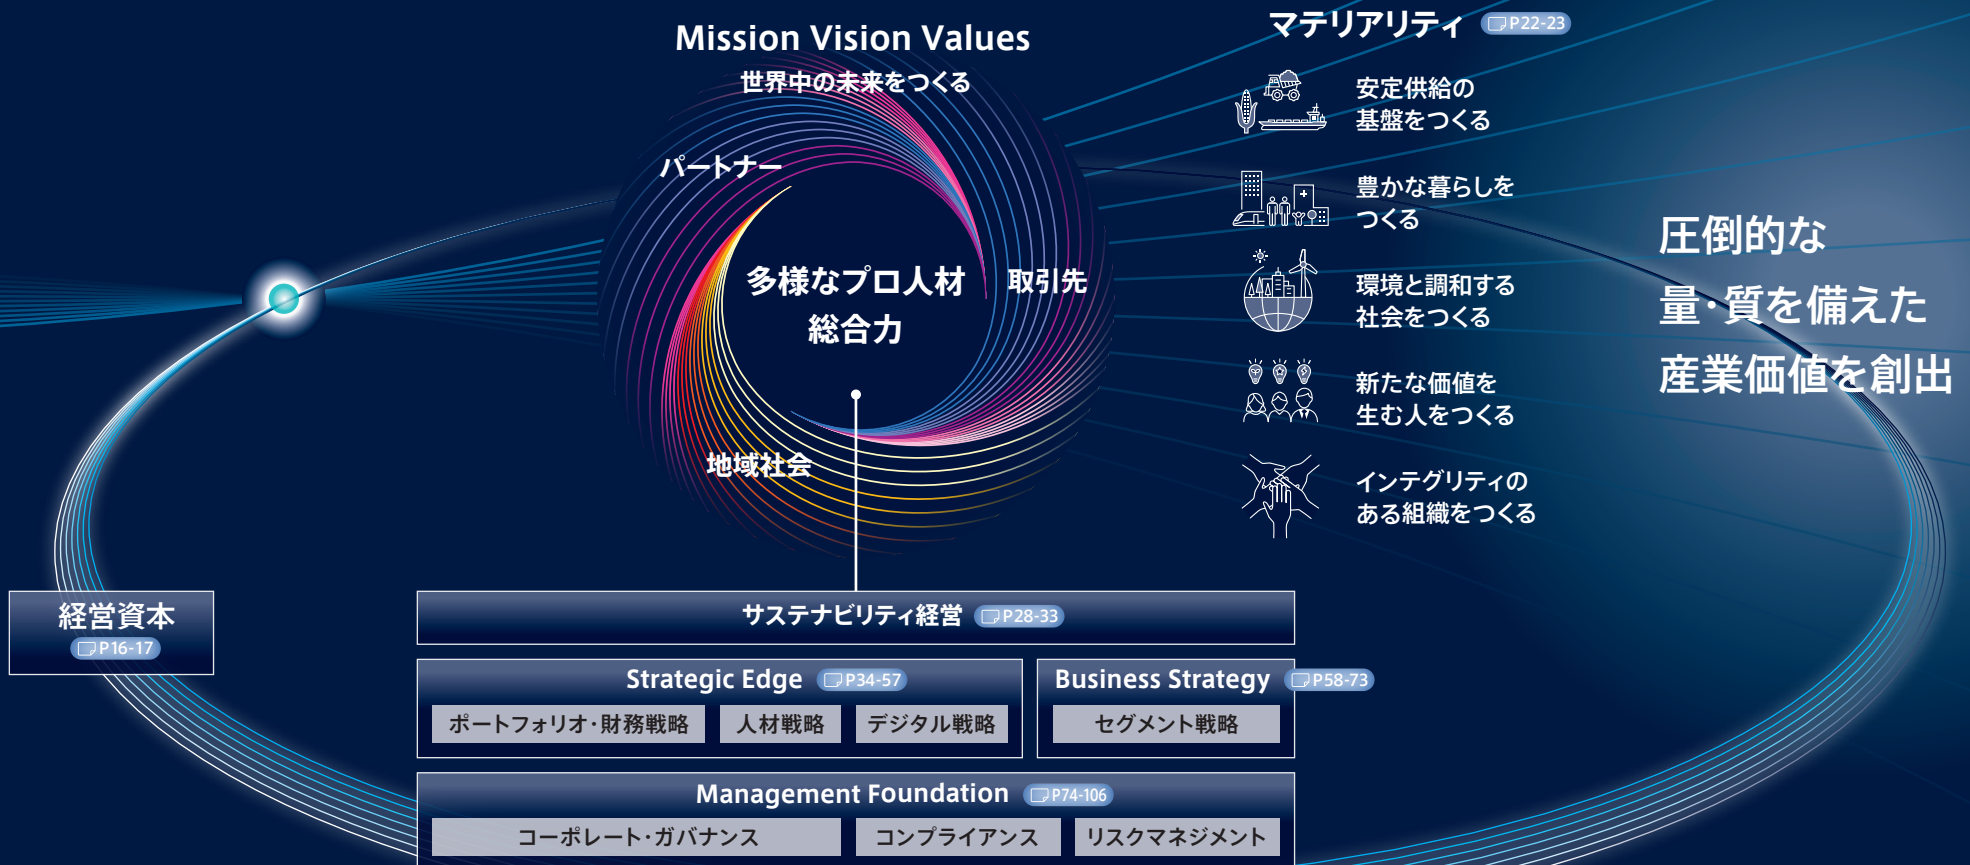 Mission Vision Values
世界中の未来をつくる
パートナー
多様なプロ人材
総合力
取引先
地域社会
マテリアリティ P22-23
安定供給の
基盤をつくる
豊かな暮らしを
つくる
環境と調和する
社会をつくる
新たな価値を
生む人をつくる
インテグリティの
ある組織をつくる
圧倒的な
量・質を備えた
産業価値を創出
経営資本
P16-17
サステナビリティ経営 P28-33
Strategic Edge P34-57
ポートフォリオ・財務戦略 人材戦略 デジタル戦略
Business Strategy P58-73
セグメント戦略
Management Foundation P74-106
コーポレート・ガバナンス コンプライアンス リスクマネジメント